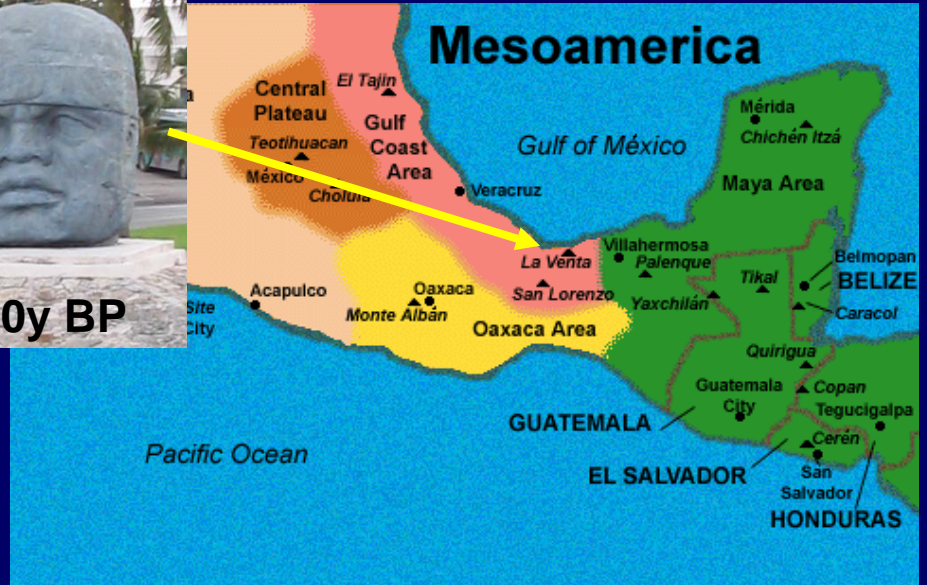 Mesoamerica
El Tajin
Central
Plateau
Gulf
Coast
Area
Teotihuacan
México
Cholula
Gulf of México
Mérida
Chichén Itzá
Maya Area
Veracruz
Villahermosa
La Venta
Palenque
Tikal
Belmopan
BELIZE
San Lorenzo
Yaxchilán
Caracol
Acapulco
Oaxaca
Monte Albán
Oaxaca Area
0y BP
Site
City
Quirigua
Guatemala
City
Copan
Tegucigalpa
GUATEMALA
Cerén
EL SALVADOR
San
Salvador
HONDURAS
Pacific Ocean